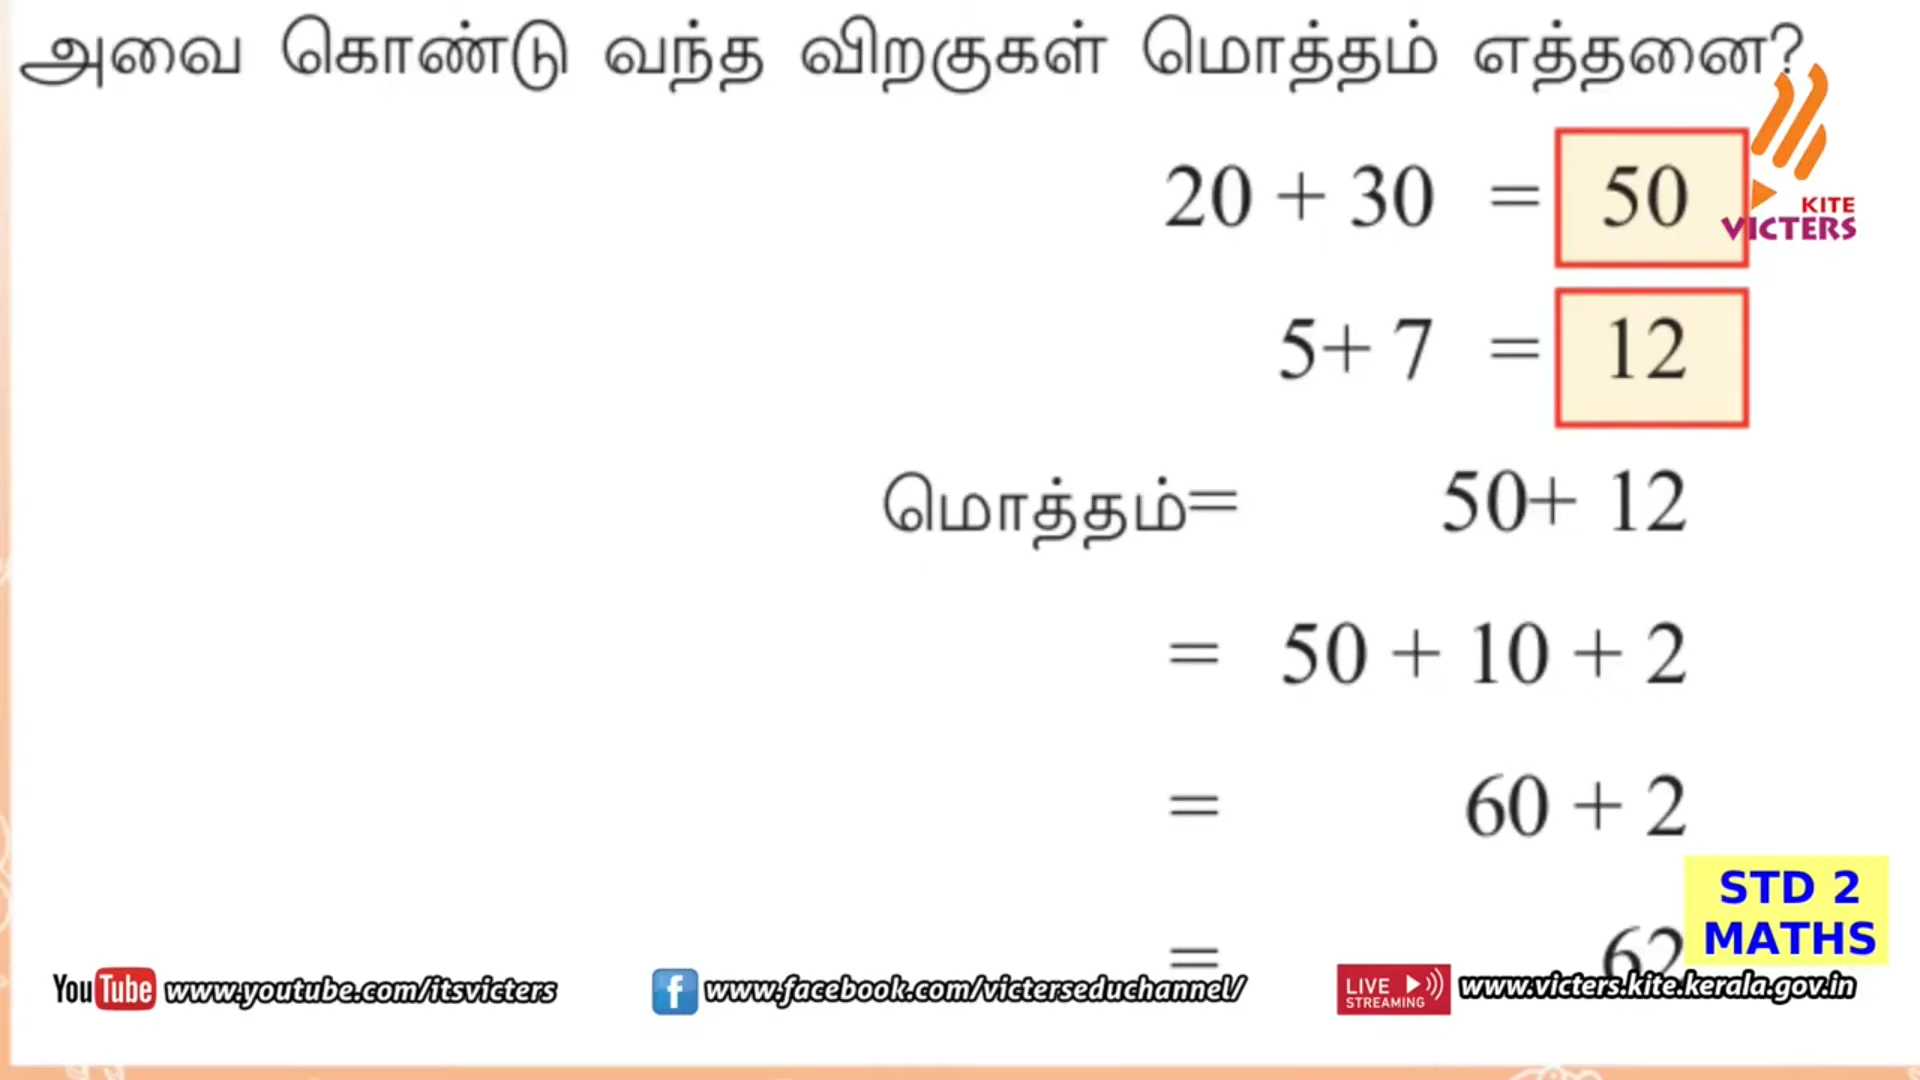 அவை கொண்டு வந்த விறகுகள் மொத்தம் எத்தனை?
20 + 30 = 50
KITE
VICTERS
5+ 7 = 12
மொத்தம்= 50+ 12
= 50 + 10 + 2
= 60 + 2
= 62
STD 2
MATHS
YouTube www.youtube.com/itsvicters
f www.facebook.com/victerseduchannel/
LIVE STREAMING www.victers.kite.kerala.gov.in